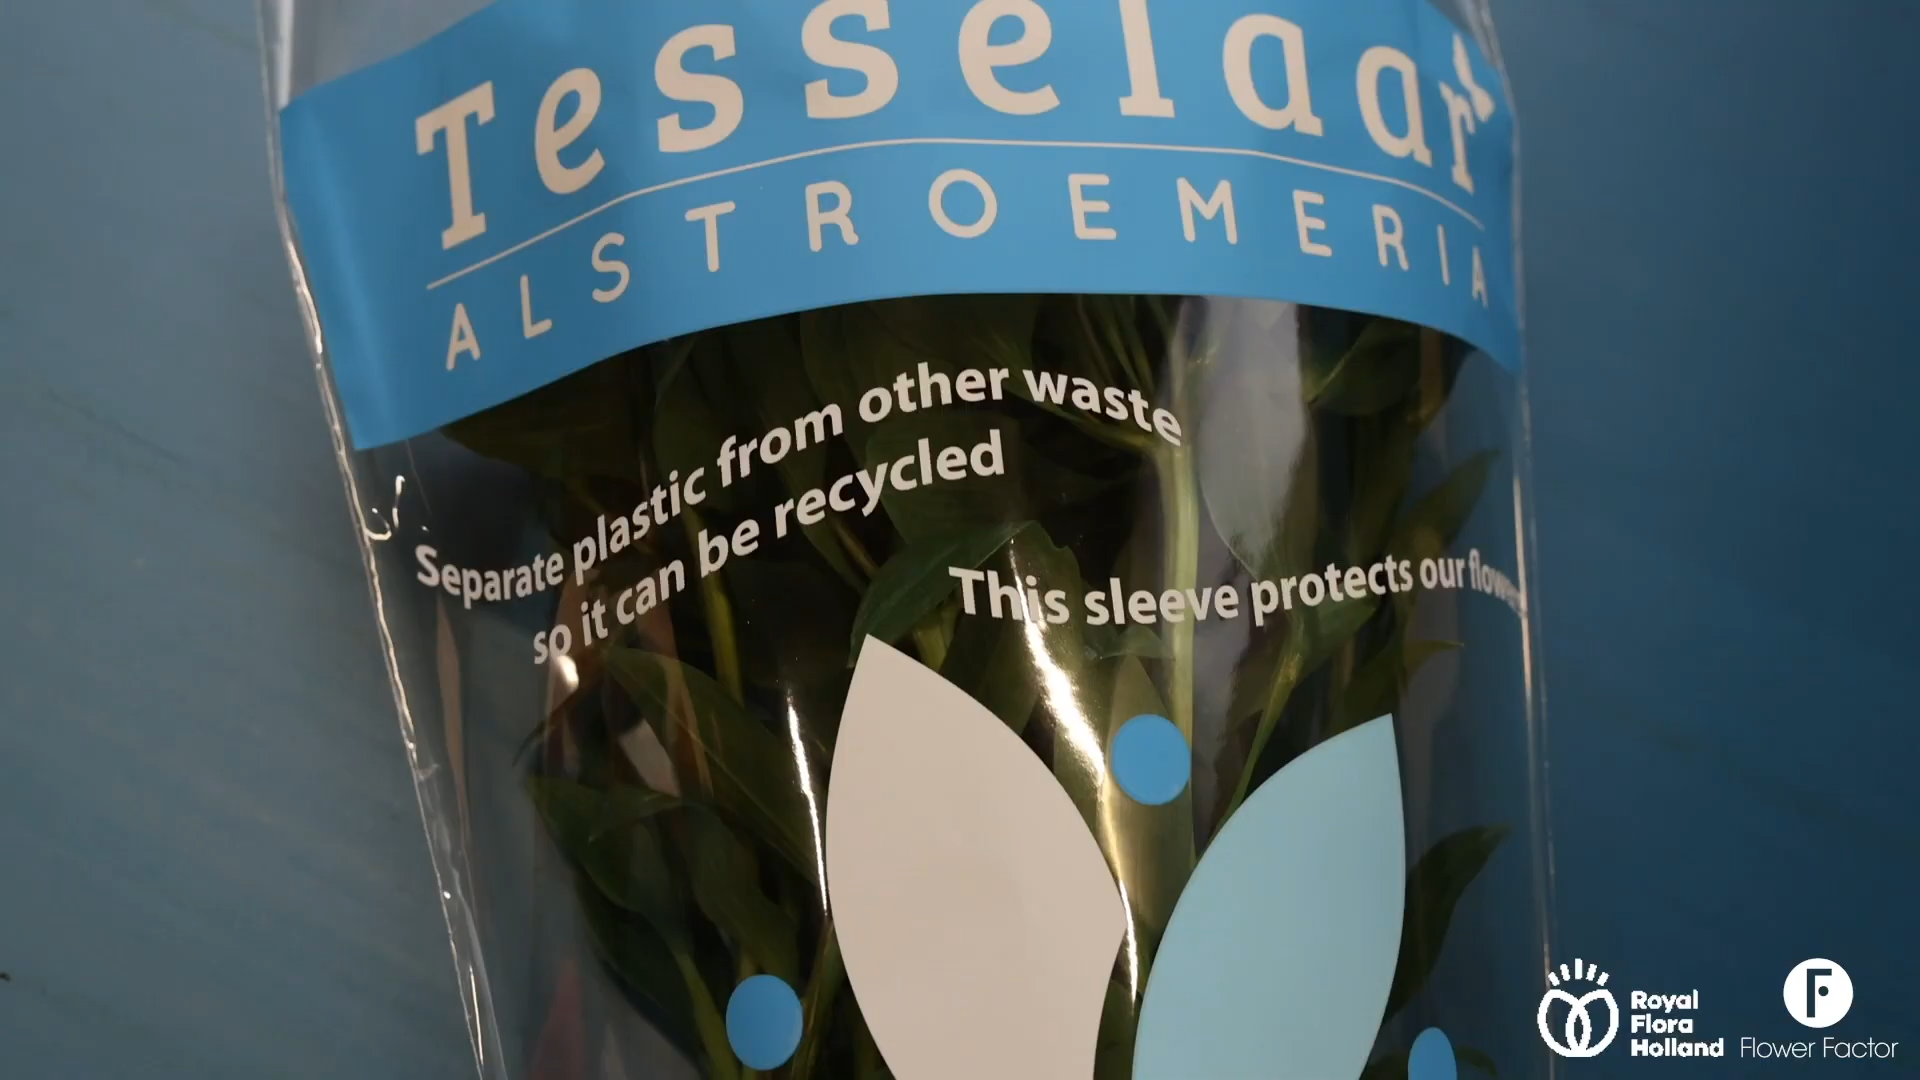 Tesselaar
ALSTROEMERIA
Separate plastic from other waste
so it can be recycled
This sleeve protects our
Royal
Flora
Holland
Flower Factor